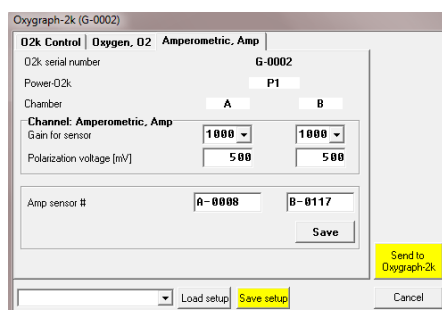 Oxygraph-2k (G-0002)
O2k Control Oxygen, O2 Amperometric, Amp
O2k serial number G-0002
Power-O2k P1
Chamber A B
Channel: Amperometric, Amp
Gain for sensor 1000 1000
Polarization voltage [mV] 500 500
Amp sensor # A-0008 B-0117
Save
Send to
Oxygraph-2k
Load setup Save setup Cancel